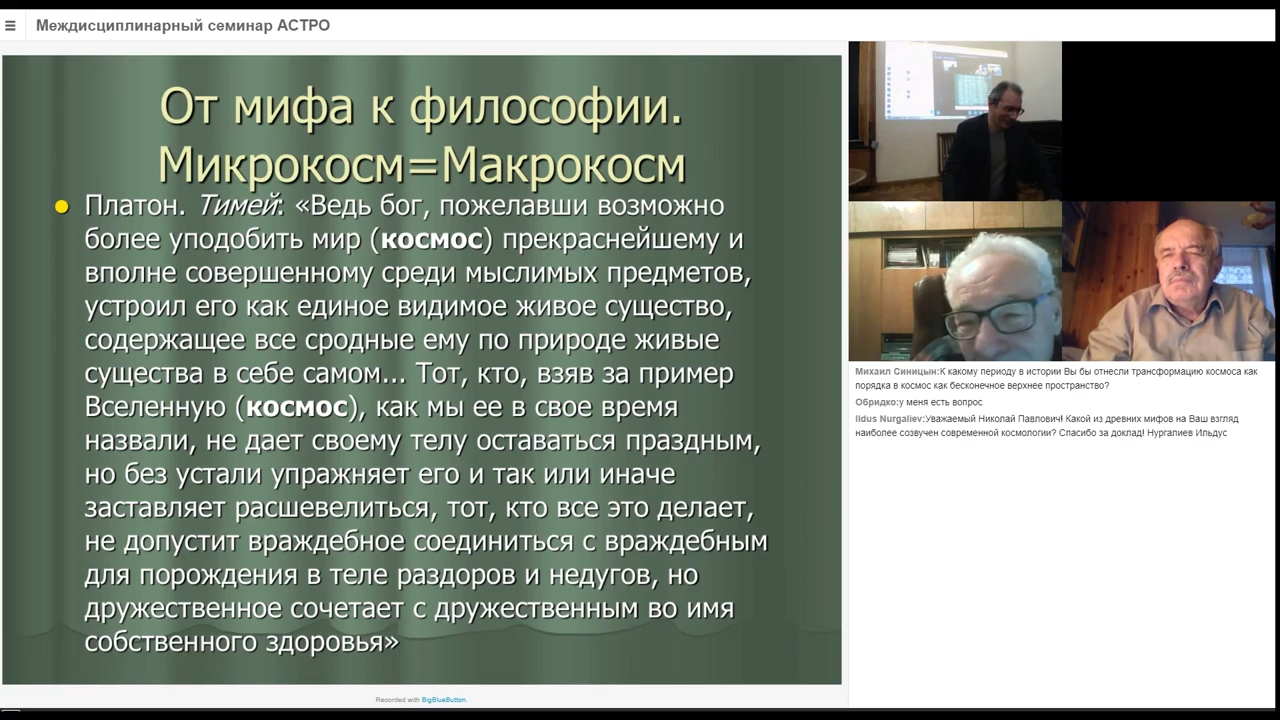 Междисциплинарный семинар АСТРО
От мифа к философии.
Микрокосм=Макрокосм
Платон. Тимей: «Ведь бог, пожелавши возможно
более уподобить мир (космос) прекраснейшему и
вполне совершенному среди мыслимых предметов,
устроил его как единое видимое живое существо,
содержащее все сродные ему по природе живые
существа в себе самом... Тот, кто, взяв за пример
Вселенную (космос), как мы ее в свое время
назвали, не дает своему телу оставаться праздным,
но без устали упражняет его и так или иначе
заставляет расшевелиться, тот, кто все это делает,
не допустит враждебное соединиться с враждебным
для порождения в теле раздоров и недугов, но
дружественное сочетает с дружественным во имя
собственного здоровья»
Recorded with BigBlueButton.
Михаил Синицын:К какому периоду в истории Вы бы отнесли трансформацию космоса как
порядка в космос как бесконечное верхнее пространство?
Обридко:у меня есть вопрос
Ildus Nurgaliev:Уважаемый Николай Павлович! Какой из древних мифов на Ваш взгляд
наиболее созвучен современной космологии? Спасибо за доклад! Нургалиев Ильдус